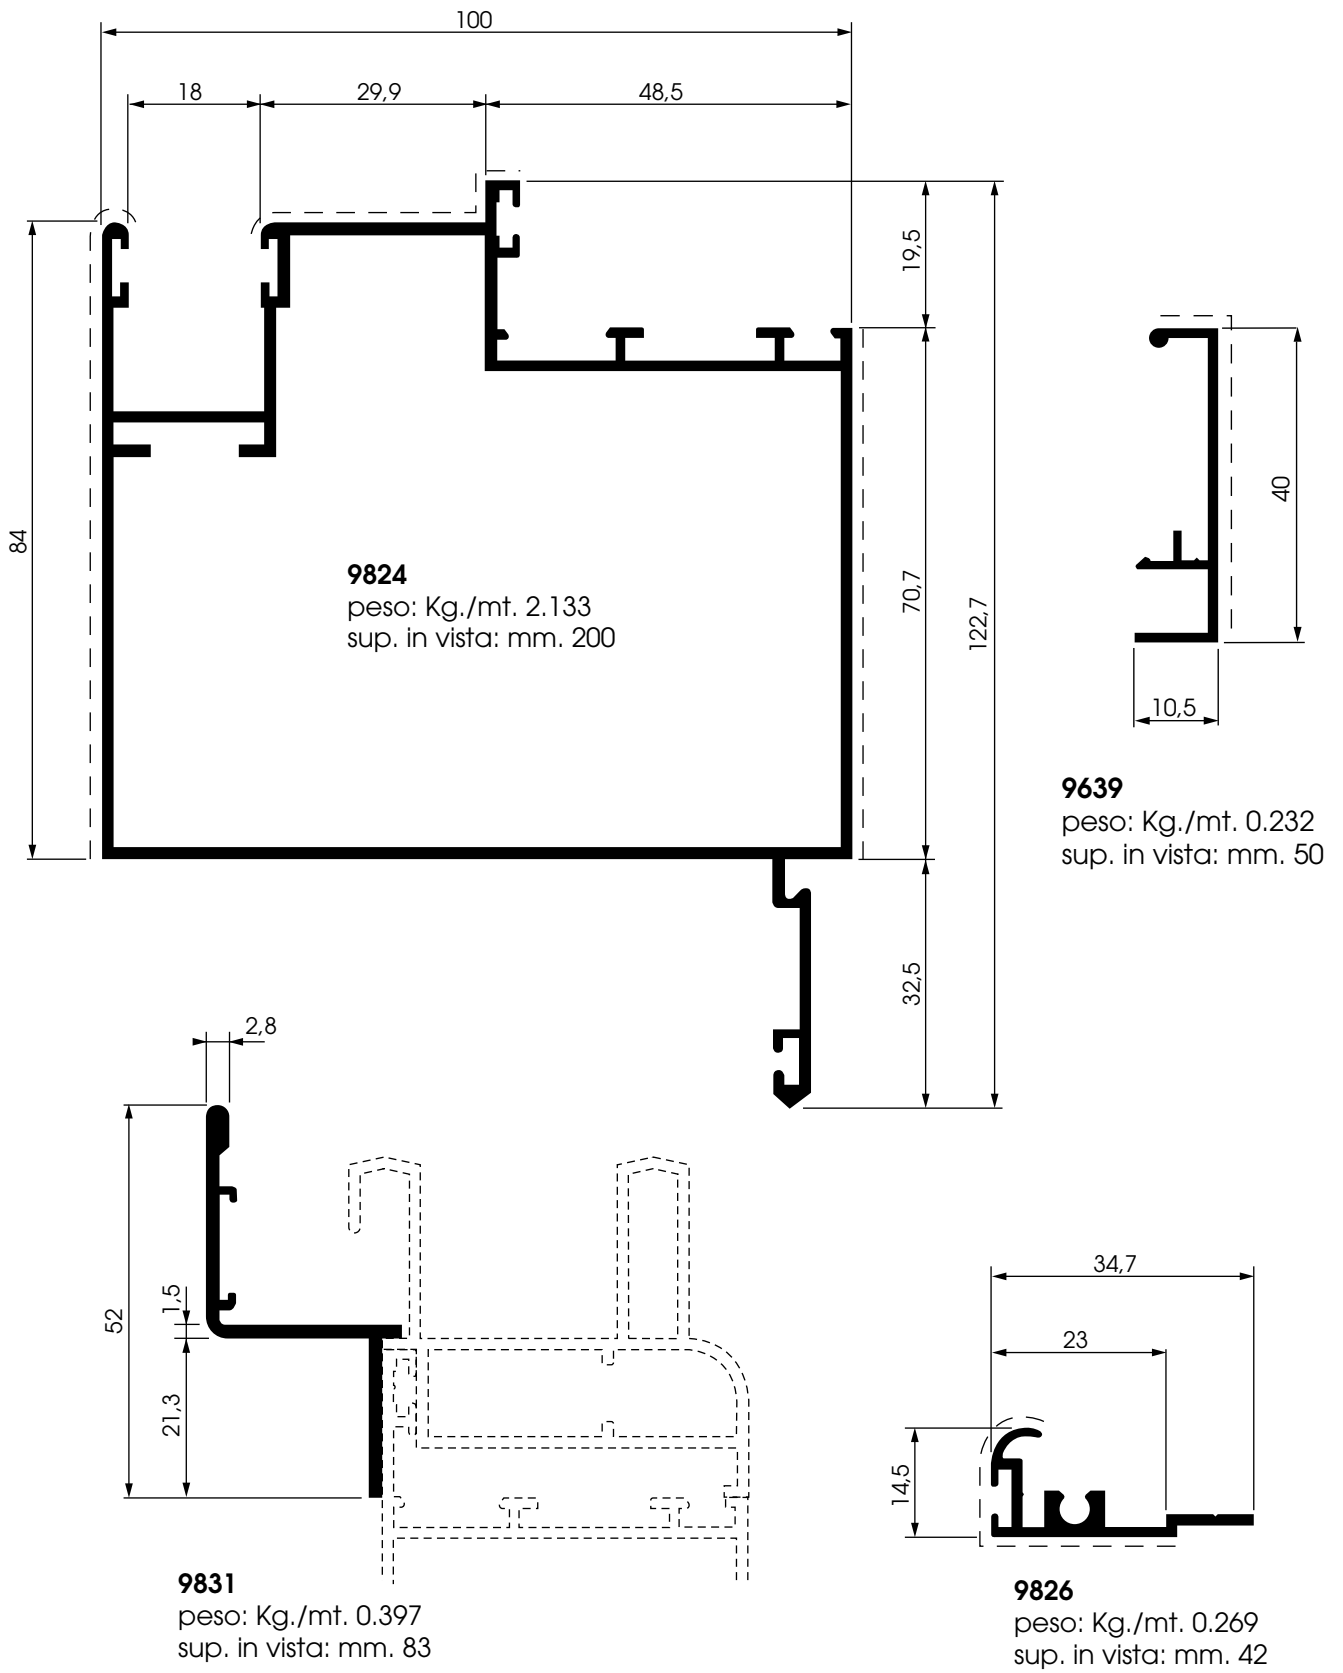 100
18
29,9
48,5
19,5
84
70,7
122,7
40
9824
peso: Kg./mt. 2.133
sup. in vista: mm. 200
10,5
9639
peso: Kg./mt. 0.232
sup. in vista: mm. 50
32,5
2,8
52
1,5
21,3
34,7
23
14,5
9831
peso: Kg./mt. 0.397
sup. in vista: mm. 83
9826
peso: Kg./mt. 0.269
sup. in vista: mm. 42